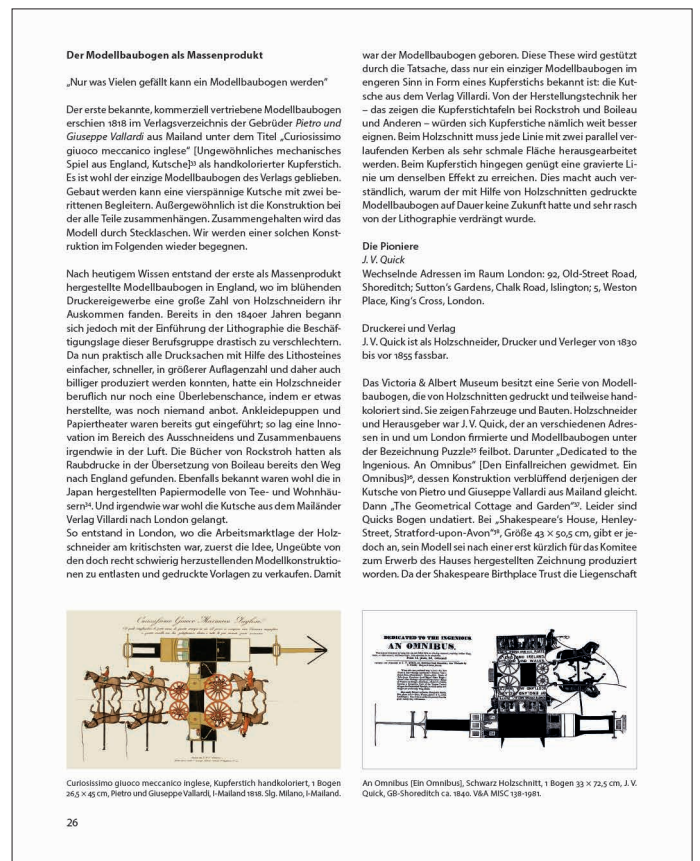 Der Modellbaubogen als Massenprodukt
„Nur was Vielen gefällt kann ein Modellbaubogen werden“
Der erste bekannte, kommerziell vertriebene Modellbaubogen
erschien 1818 im Verlagsverzeichnis der Gebrüder Pietro und
Giuseppe Vallardi aus Mailand unter dem Titel „Curiosissimo
giuoco meccanico inglese“ [Ungewöhnliches mechanisches
Spiel aus England, Kutsche]³³ als handkolorierter Kupferstich.
Es ist wohl der einzige Modellbaubogen des Verlags geblieben.
Gebaut werden kann eine vierspännige Kutsche mit zwei be-
rittenen Begleitern. Außergewöhnlich ist die Konstruktion bei
der alle Teile zusammenhängen. Zusammengehalten wird das
Modell durch Stecklaschen. Wir werden einer solchen Konst-
ruktion im Folgenden wieder begegnen.
Nach heutigem Wissen entstand der erste als Massenprodukt
hergestellte Modellbaubogen in England, wo im blühenden
Druckereigewerbe eine große Zahl von Holzschneidern ihr
Auskommen fanden. Bereits in den 1840er Jahren begann
sich jedoch mit der Einführung der Lithographie die Beschäf-
tigungslage dieser Berufsgruppe drastisch zu verschlechtern.
Da nun praktisch alle Drucksachen mit Hilfe des Lithosteines
einfacher, schneller, in größerer Auflagenzahl und daher auch
billiger produziert werden konnten, hatte ein Holzschneider
beruflich nur noch eine Überlebenschance, indem er etwas
herstellte, was noch niemand anbot. Ankleidepuppen und
Papiertheater waren bereits gut eingeführt; so lag eine Inno-
vation im Bereich des Ausschneidens und Zusammenbauens
irgendwie in der Luft. Die Bücher von Rockstroh hatten als
Raubdrucke in der Übersetzung von Boileau bereits den Weg
nach England gefunden. Ebenfalls bekannt waren wohl die in
Japan hergestellten Papiermodelle von Tee- und Wohnhäu-
sern³⁴. Und irgendwie war wohl die Kutsche aus dem Mailänder
Verlag Villardi nach London gelangt.
So entstand in London, wo die Arbeitsmarktlage der Holz-
schneider am kritischsten war, zuerst die Idee, Ungeübte von
den doch recht schwierig herzustellenden Modellkonstruktio-
nen zu entlasten und gedruckte Vorlagen zu verkaufen. Damit
war der Modellbaubogen geboren. Diese These wird gestützt
durch die Tatsache, dass nur ein einziger Modellbaubogen im
engeren Sinn in Form eines Kupferstichs bekannt ist: die Kut-
sche aus dem Verlag Villardi. Von der Herstellungstechnik her
– das zeigen die Kupferstichtafeln bei Rockstroh und Boileau
und Anderen – würden sich Kupferstiche nämlich weit besser
eignen. Beim Holzschnitt muss jede Linie mit zwei parallel ver-
laufenden Kerben als sehr schmale Fläche herausgearbeitet
werden. Beim Kupferstich hingegen genügt eine gravierte Li-
nie um denselben Effekt zu erreichen. Dies macht auch ver-
ständlich, warum der mit Hilfe von Holzschnitten gedruckte
Modellbaubogen auf Dauer keine Zukunft hatte und sehr rasch
von der Lithographie verdrängt wurde.
Die Pioniere
J. V. Quick
Wechselnde Adressen im Raum London: 92, Old-Street Road,
Shoreditch; Sutton's Gardens, Chalk Road, Islington; 5, Weston
Place, King's Cross, London.
Druckerei und Verlag
J. V. Quick ist als Holzschneider, Drucker und Verleger von 1830
bis vor 1855 fassbar.
Das Victoria & Albert Museum besitzt eine Serie von Modell-
baubogen, die von Holzschnitten gedruckt und teilweise hand-
koloriert sind. Sie zeigen Fahrzeuge und Bauten. Holzschneider
und Herausgeber war J. V. Quick, der an verschiedenen Adres-
sen in und um London firmierte und Modellbaubogen unter
der Bezeichnung Puzzle³⁵ feilbot. Darunter „Dedicated to the
Ingenious. An Omnibus“ [Den Einfallreichen gewidmet. Ein
Omnibus]³⁶, dessen Konstruktion verblüffend derjenigen der
Kutsche von Pietro und Giuseppe Vallardi aus Mailand gleicht.
Dann „The Geometrical Cottage and Garden“³⁷. Leider sind
Quicks Bogen undatiert. Bei „Shakespeare's House, Henley-
Street, Stratford-upon-Avon“³⁸, Größe 43 × 50,5 cm, gibt er je-
doch an, sein Modell sei nach einer erst kürzlich für das Komitee
zum Erwerb des Hauses hergestellten Zeichnung produziert
worden. Da der Shakespeare Birthplace Trust die Liegenschaft
Curiosissimo Giuoco Meccanico Inglese
DEDICATED TO THE INGENIOUS
AN OMNIBUS.
Curiosissimo giuoco meccanico inglese, Kupferstich handkoloriert, 1 Bogen
26,5 × 45 cm, Pietro und Giuseppe Vallardi, I-Mailand 1818. Slg. Milano, I-Mailand.
An Omnibus [Ein Omnibus], Schwarz Holzschnitt, 1 Bogen 33 × 72,5 cm, J. V.
Quick, GB-Shoreditch ca. 1840. V&A MISC 138-1981.
26